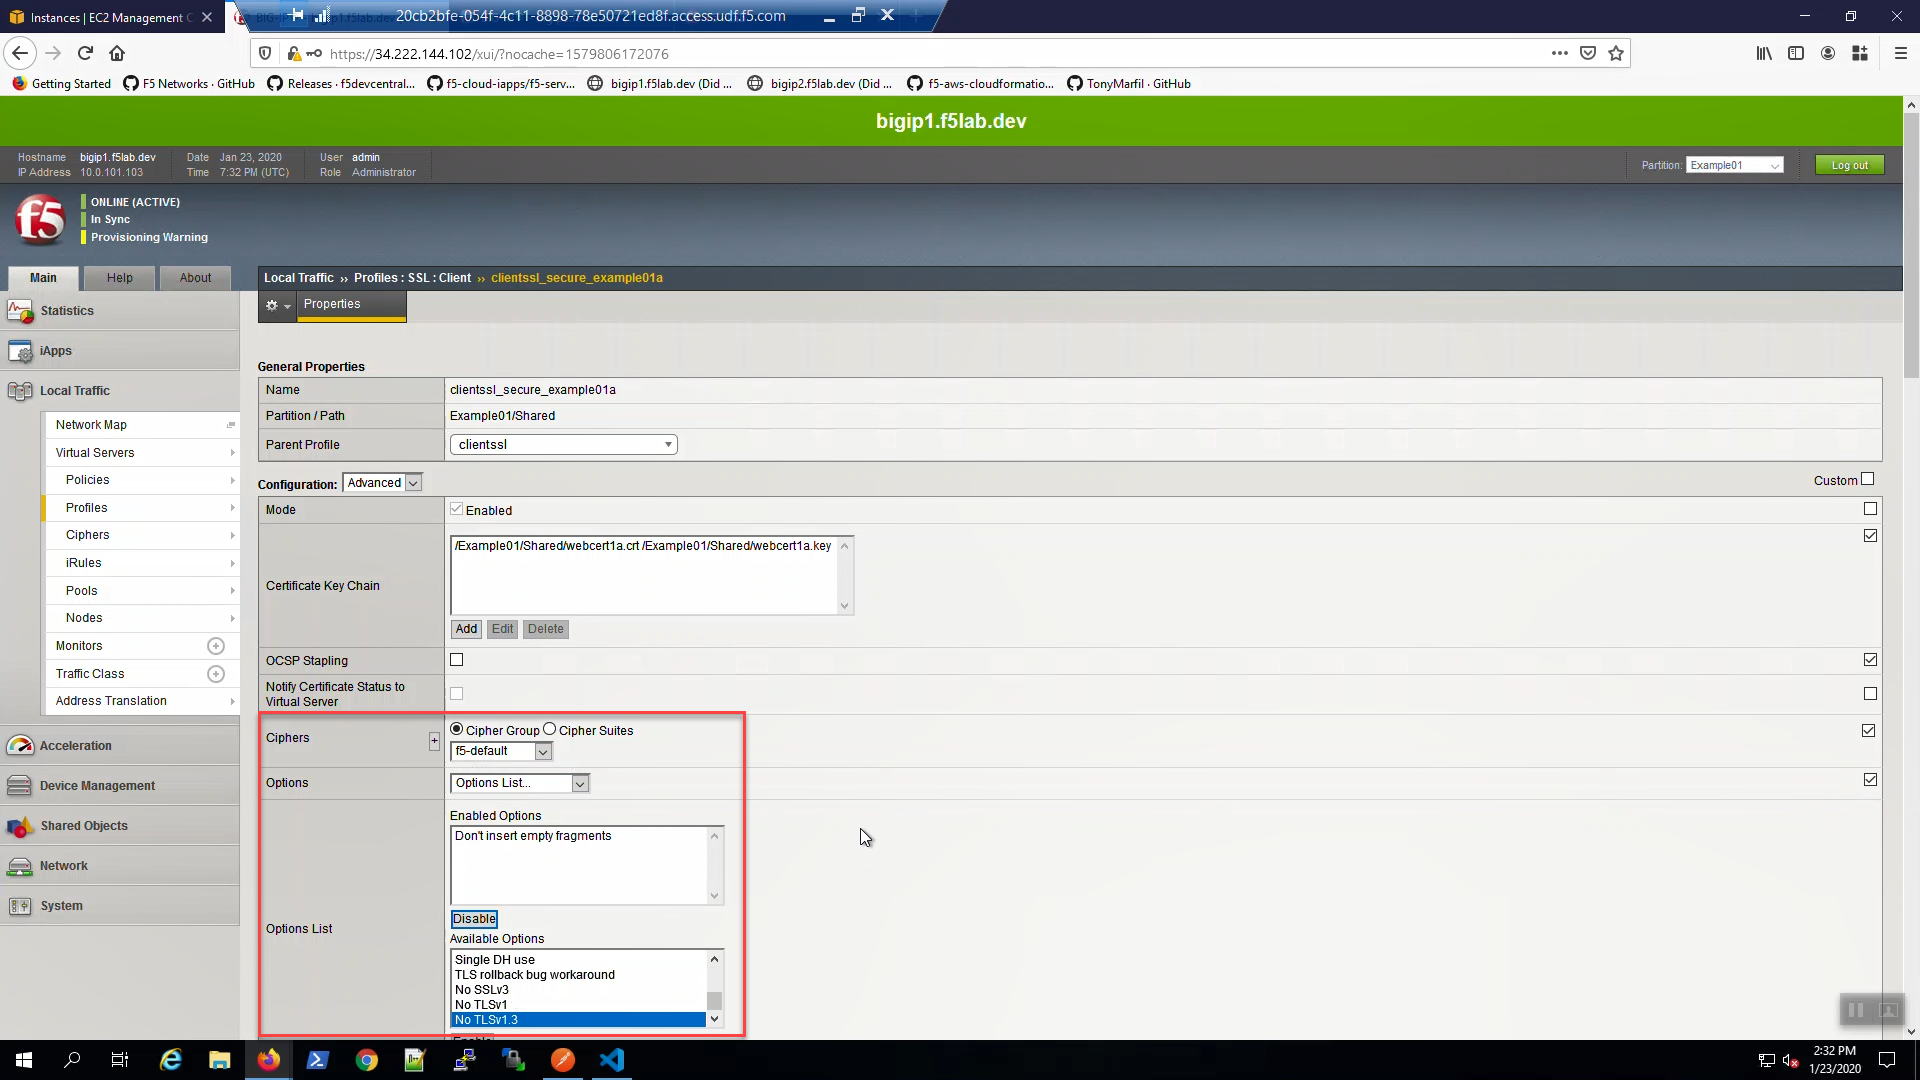 Instances | EC2 Management C
20cb2bfe-054f-4c11-8898-78e50721ed8f.access.udf.f5.com
https://34.222.144.102/xui/?nocache=1579806172076
Getting Started
F5 Networks · GitHub
Releases · f5devcentral...
f5-cloud-iapps/f5-serv...
bigip1.f5lab.dev (Did ...
bigip2.f5lab.dev (Did ...
f5-aws-cloudformatio...
TonyMarfil · GitHub
bigip1.f5lab.dev
Hostname bigip1.f5lab.dev
IP Address 10.0.101.103
Date Jan 23, 2020
Time 7:32 PM (UTC)
User admin
Role Administrator
Partition: Example01
Log out
f5
ONLINE (ACTIVE)
In Sync
Provisioning Warning
Main
Help
About
Local Traffic ›› Profiles : SSL : Client ›› clientssl_secure_example01a
Properties
Statistics
iApps
Local Traffic
Network Map
Virtual Servers
Policies
Profiles
Ciphers
iRules
Pools
Nodes
Monitors
Traffic Class
Address Translation
Acceleration
Device Management
Shared Objects
Network
System
General Properties
Name clientssl_secure_example01a
Partition / Path Example01/Shared
Parent Profile clientssl
Configuration: Advanced
Custom
Mode Enabled
Certificate Key Chain
/Example01/Shared/webcert1a.crt /Example01/Shared/webcert1a.key
Add Edit Delete
OCSP Stapling
Notify Certificate Status to
Virtual Server
Ciphers + Cipher Group Cipher Suites
f5-default
Options Options List...
Options List
Enabled Options
Don't insert empty fragments
Disable
Available Options
Single DH use
TLS rollback bug workaround
No SSLv3
No TLSv1
No TLSv1.3
Enable
2:32 PM
1/23/2020